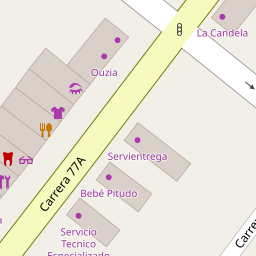 La Candela
Ouzia
Servientrega
Carrera 77A
Bebé Pitudo
Servicio
Tecnico
Especializado